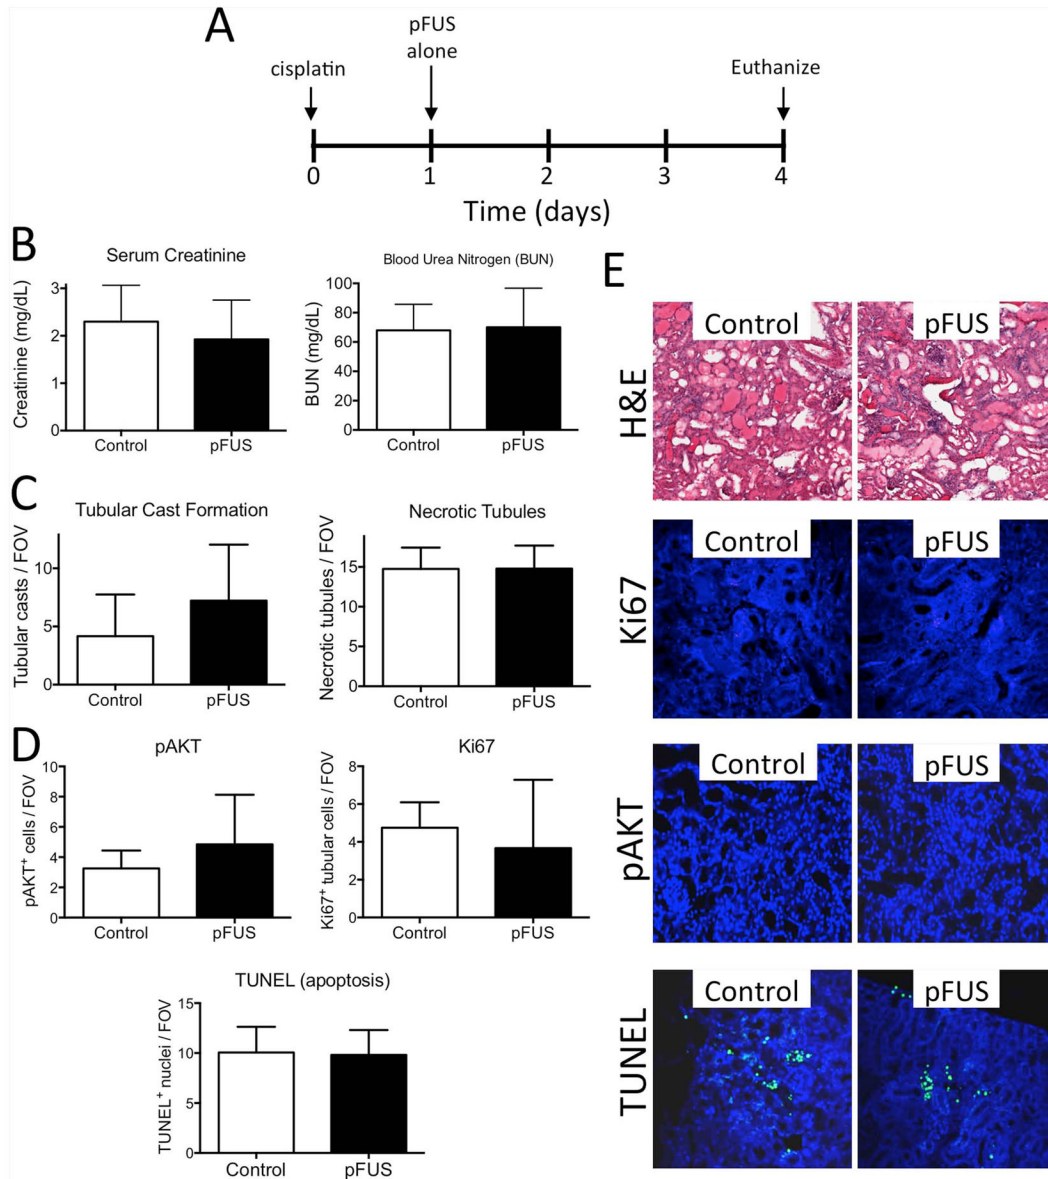 A
pFUS
alone
cisplatin
Euthanize
0 1 2 3 4
Time (days)
B
Serum Creatinine
Creatinine (mg/dL)
3
2
1
0
Control pFUS
Blood Urea Nitrogen (BUN)
BUN (mg/dL)
100
80
60
40
20
0
Control pFUS
C
Tubular Cast Formation
Tubular casts / FOV
10
5
0
Control pFUS
Necrotic Tubules
Necrotic tubules / FOV
15
10
5
0
Control pFUS
D
pAKT
pAKT⁺ cells / FOV
10
8
6
4
2
0
Control pFUS
Ki67
Ki67⁺ tubular cells / FOV
8
6
4
2
0
Control pFUS
TUNEL (apoptosis)
TUNEL⁺ nuclei / FOV
15
10
5
0
Control pFUS
E
H&E
Control pFUS
Ki67
Control pFUS
pAKT
Control pFUS
TUNEL
Control pFUS